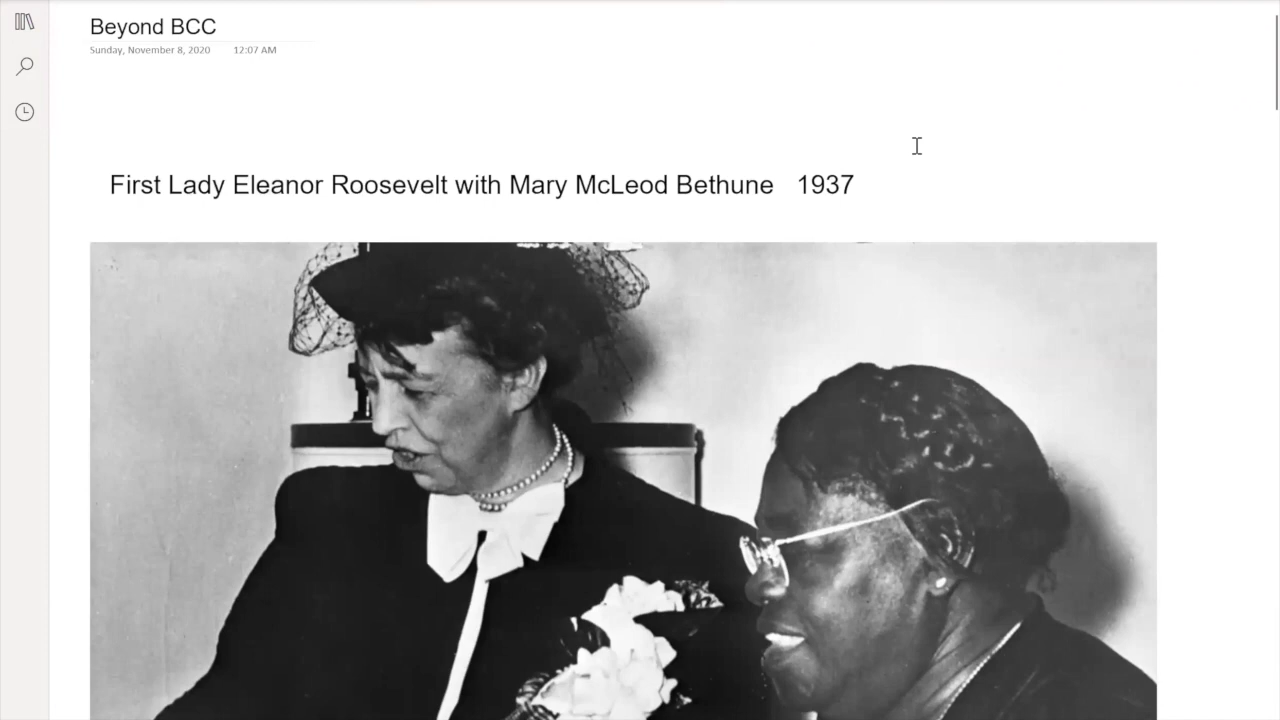 Beyond BCC
Sunday, November 8, 2020 12:07 AM
First Lady Eleanor Roosevelt with Mary McLeod Bethune 1937